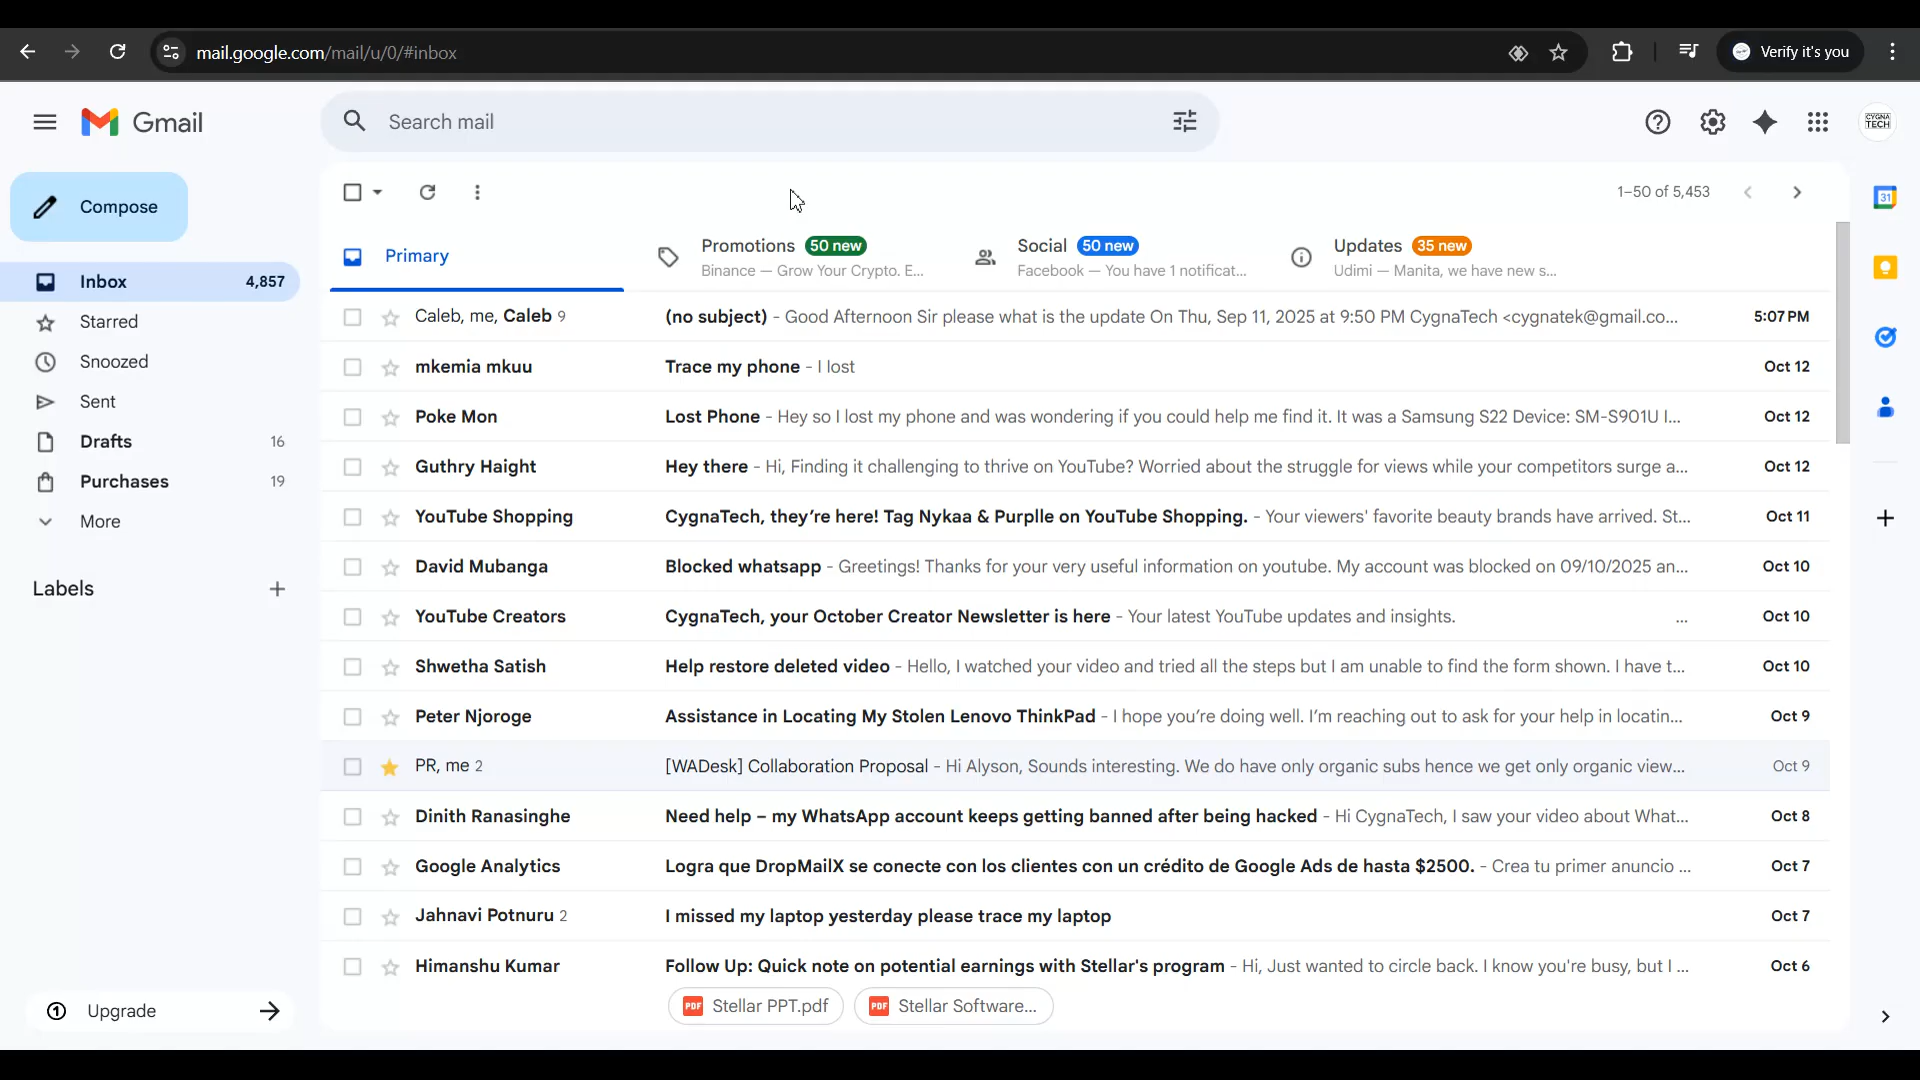 mail.google.com/mail/u/0/#inbox
Verify it's you
Gmail
Search mail
CYGNA
TECH
Compose
1–50 of 5,453
31
Primary
Promotions 50 new
Binance — Grow Your Crypto. E...
Social 50 new
Facebook — You have 1 notificat...
Updates 35 new
Udimi — Manita, we have new s...
Inbox 4,857
Starred
Snoozed
Sent
Drafts 16
Purchases 19
More
Labels
Caleb, me, Caleb 9 (no subject) - Good Afternoon Sir please what is the update On Thu, Sep 11, 2025 at 9:50 PM CygnaTech <cygnatek@gmail.co... 5:07 PM
mkemia mkuu Trace my phone - I lost Oct 12
Poke Mon Lost Phone - Hey so I lost my phone and was wondering if you could help me find it. It was a Samsung S22 Device: SM-S901U I... Oct 12
Guthry Haight Hey there - Hi, Finding it challenging to thrive on YouTube? Worried about the struggle for views while your competitors surge a... Oct 12
YouTube Shopping CygnaTech, they’re here! Tag Nykaa & Purplle on YouTube Shopping. - Your viewers' favorite beauty brands have arrived. St... Oct 11
David Mubanga Blocked whatsapp - Greetings! Thanks for your very useful information on youtube. My account was blocked on 09/10/2025 an... Oct 10
YouTube Creators CygnaTech, your October Creator Newsletter is here - Your latest YouTube updates and insights. ... Oct 10
Shwetha Satish Help restore deleted video - Hello, I watched your video and tried all the steps but I am unable to find the form shown. I have t... Oct 10
Peter Njoroge Assistance in Locating My Stolen Lenovo ThinkPad - I hope you’re doing well. I’m reaching out to ask for your help in locatin... Oct 9
PR, me 2 [WADesk] Collaboration Proposal - Hi Alyson, Sounds interesting. We do have only organic subs hence we get only organic view... Oct 9
Dinith Ranasinghe Need help – my WhatsApp account keeps getting banned after being hacked - Hi CygnaTech, I saw your video about What... Oct 8
Google Analytics Logra que DropMailX se conecte con los clientes con un crédito de Google Ads de hasta $2500. - Crea tu primer anuncio ... Oct 7
Jahnavi Potnuru 2 I missed my laptop yesterday please trace my laptop Oct 7
Himanshu Kumar Follow Up: Quick note on potential earnings with Stellar's program - Hi, Just wanted to circle back. I know you're busy, but I ... Oct 6
PDF Stellar PPT.pdf PDF Stellar Software...
1 Upgrade